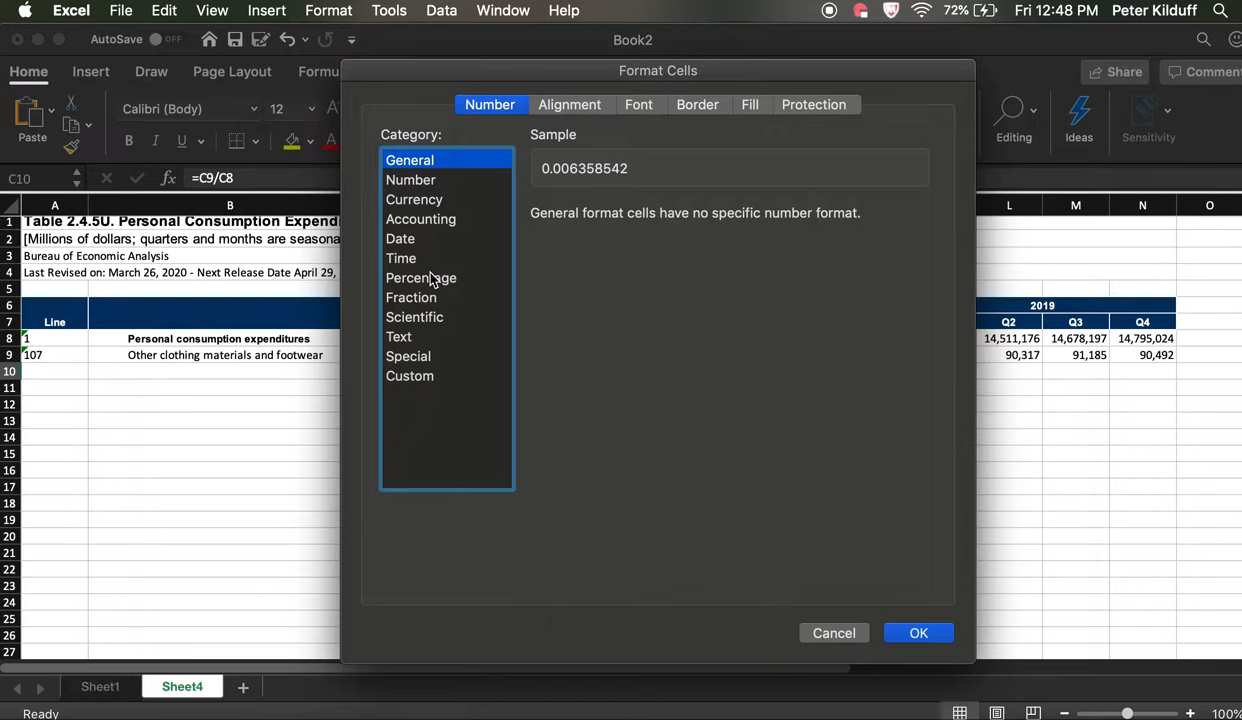 Excel File Edit View Insert Format Tools Data Window Help 72% Fri 12:48 PM Peter Kilduff
AutoSave OFF Book2
Home Insert Draw Page Layout Formu Share Comment
Paste Calibri (Body) 12 A Editing Ideas Sensitivity
B I U A
C10 fx =C9/C8
Format Cells
Number Alignment Font Border Fill Protection
Category:
General
Number
Currency
Accounting
Date
Time
Percentage
Fraction
Scientific
Text
Special
Custom
Sample
0.006358542
General format cells have no specific number format.
Cancel OK
A B L M N O
1 Table 2.4.5U. Personal Consumption Expend
2 [Millions of dollars; quarters and months are seasona
3 Bureau of Economic Analysis
4 Last Revised on: March 26, 2020 - Next Release Date April 29,
5
6 2019
7 Line Q2 Q3 Q4
8 1 Personal consumption expenditures 14,511,176 14,678,197 14,795,024
9 107 Other clothing materials and footwear 90,317 91,185 90,492
10
11
12
13
14
15
16
17
18
19
20
21
22
23
24
25
26
27
Sheet1 Sheet4 +
Ready 100%